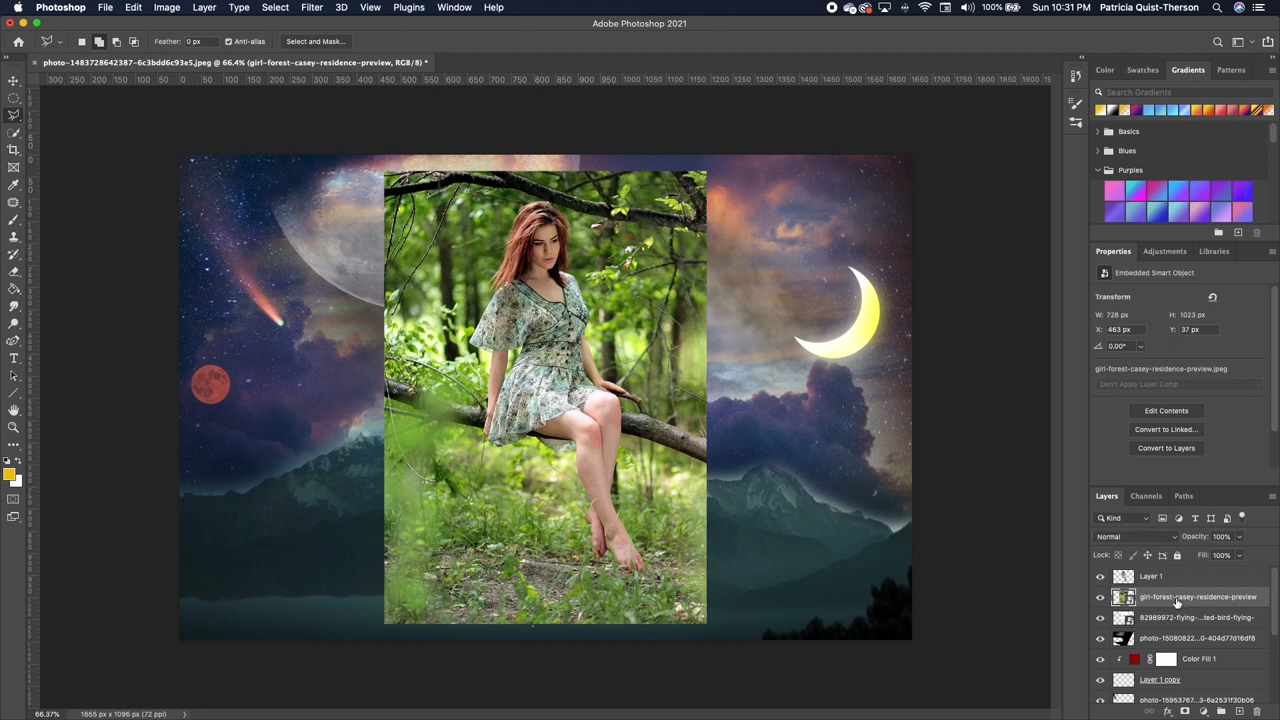 Photoshop File Edit Image Layer Type Select Filter 3D View Plugins Window Help 100% Sun 10:31 PM Patricia Quist-Therson
Adobe Photoshop 2021
Feather: 0 px Anti-alias Select and Mask...
photo-1483728642387-6c3bdd6c93e5.jpeg @ 66.4% (girl-forest-casey-residence-preview, RGB/8) *
300 250 200 150 100 50 0 50 100 150 200 250 300 350 400 450 500 550 600 650 700 750 800 850 900 950 1000 1050 1100 1150 1200 1250 1300 1350 1400 1450 1500 1550 1600 1650 1700 1750 1800 1850 1900
Color Swatches Gradients Patterns
Search Gradients
Basics
Blues
Purples
Properties Adjustments Libraries
Embedded Smart Object
Transform
W: 728 px H: 1023 px
X: 463 px Y: 37 px
0.00°
girl-forest-casey-residence-preview.jpeg
Don't Apply Layer Comp
Edit Contents
Convert to Linked...
Convert to Layers
Layers Channels Paths
Kind
Normal Opacity: 100%
Lock: Fill: 100%
Layer 1
girl-forest-casey-residence-preview
82989972-flying-...ted-bird-flying-
photo-15080822...0-404d77d16df8
Color Fill 1
Layer 1 copy
photo-15953767...3-6a2531f30b06
66.37% 1655 px x 1096 px (72 ppi)